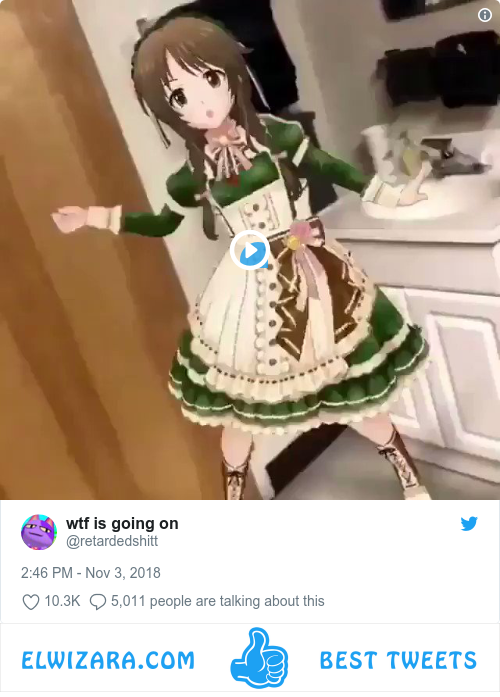 wtf is going on
@retardedshitt
2:46 PM - Nov 3, 2018
10.3K 5,011 people are talking about this
ELWIZARA.COM BEST TWEETS